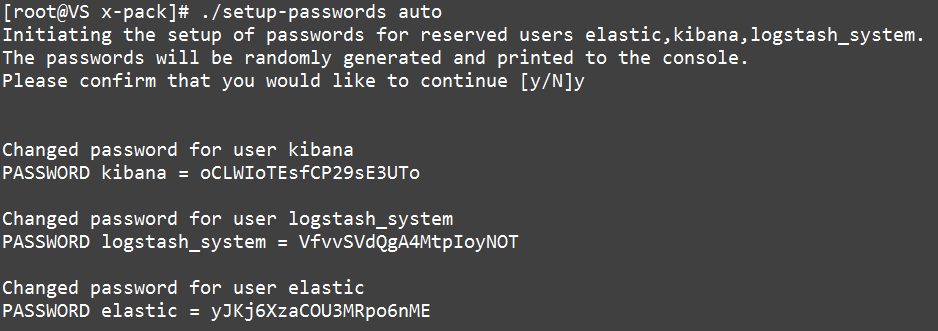 [root@VS x-pack]# ./setup-passwords auto
Initiating the setup of passwords for reserved users elastic,kibana,logstash_system.
The passwords will be randomly generated and printed to the console.
Please confirm that you would like to continue [y/N]y
Changed password for user kibana
PASSWORD kibana = oCLWIoTEsfCP29sE3UTo
Changed password for user logstash_system
PASSWORD logstash_system = VfvvSVdQgA4MtpIoyNOT
Changed password for user elastic
PASSWORD elastic = yJKj6XzaCOU3MRpo6nME